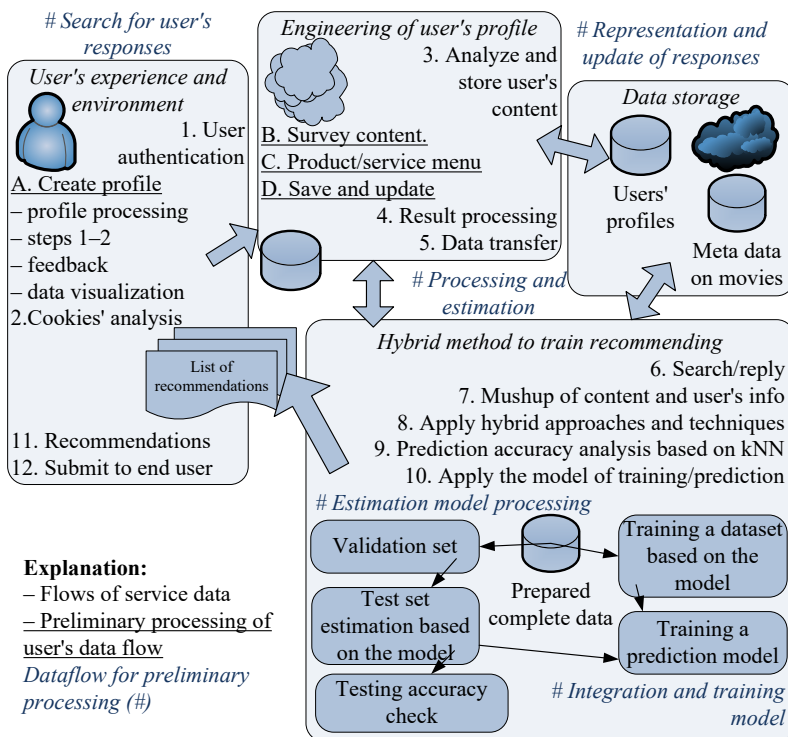 # Search for user's
responses
User's experience and
environment
1. User
authentication
A. Create profile
– profile processing
– steps 1–2
– feedback
– data visualization
2.Cookies' analysis
List of
recommendations
11. Recommendations
12. Submit to end user
Engineering of user's profile
3. Analyze and
store user's
content
B. Survey content.
C. Product/service menu
D. Save and update
4. Result processing
5. Data transfer
# Representation and
update of responses
Data storage
Users'
profiles
Meta data
on movies
# Processing and
estimation
Hybrid method to train recommending
6. Search/reply
7. Mushup of content and user's info
8. Apply hybrid approaches and techniques
9. Prediction accuracy analysis based on kNN
10. Apply the model of training/prediction
# Estimation model processing
Validation set
Test set
estimation based
on the model
Testing accuracy
check
Prepared
complete data
Training a
dataset
based on the
model
Training a
prediction model
# Integration and training
model
Explanation:
– Flows of service data
– Preliminary processing of
user's data flow
Dataflow for preliminary
processing (#)